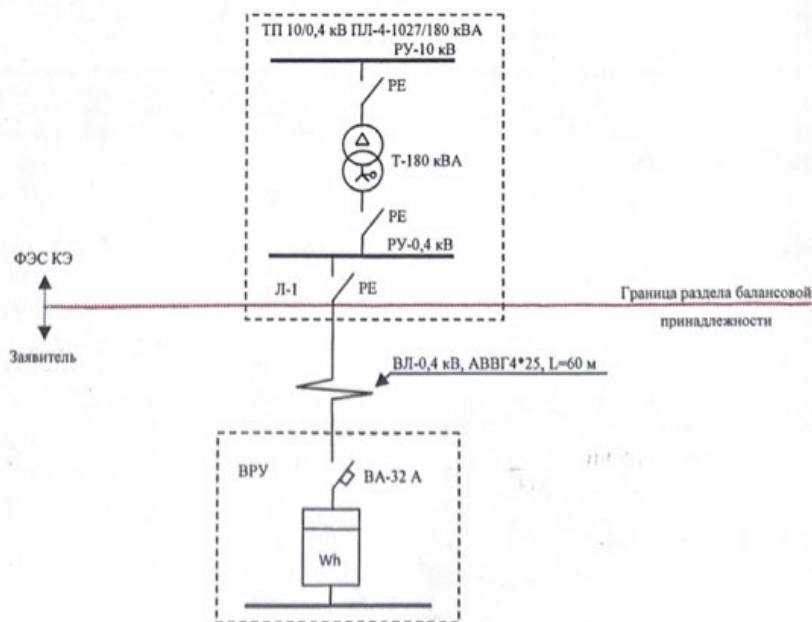 ТП 10/0,4 кВ ПЛ-4-1027/180 кВА
РУ-10 кВ
РЕ
Т-180 кВА
РЕ
РУ-0,4 кВ
ФЭС КЭ
Л-1
РЕ
Граница раздела балансовой
принадлежности
Заявитель
ВЛ-0,4 кВ, АВВГ4*25, L=60 м
ВРУ
ВА-32 А
Wh